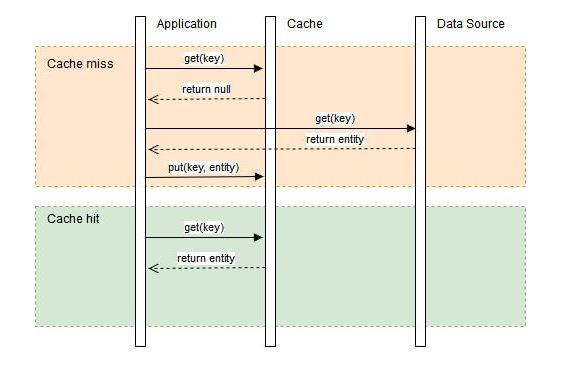 Application
Cache
Data Source
Cache miss
get(key)
return null
get(key)
return entity
put(key, entity)
Cache hit
get(key)
return entity